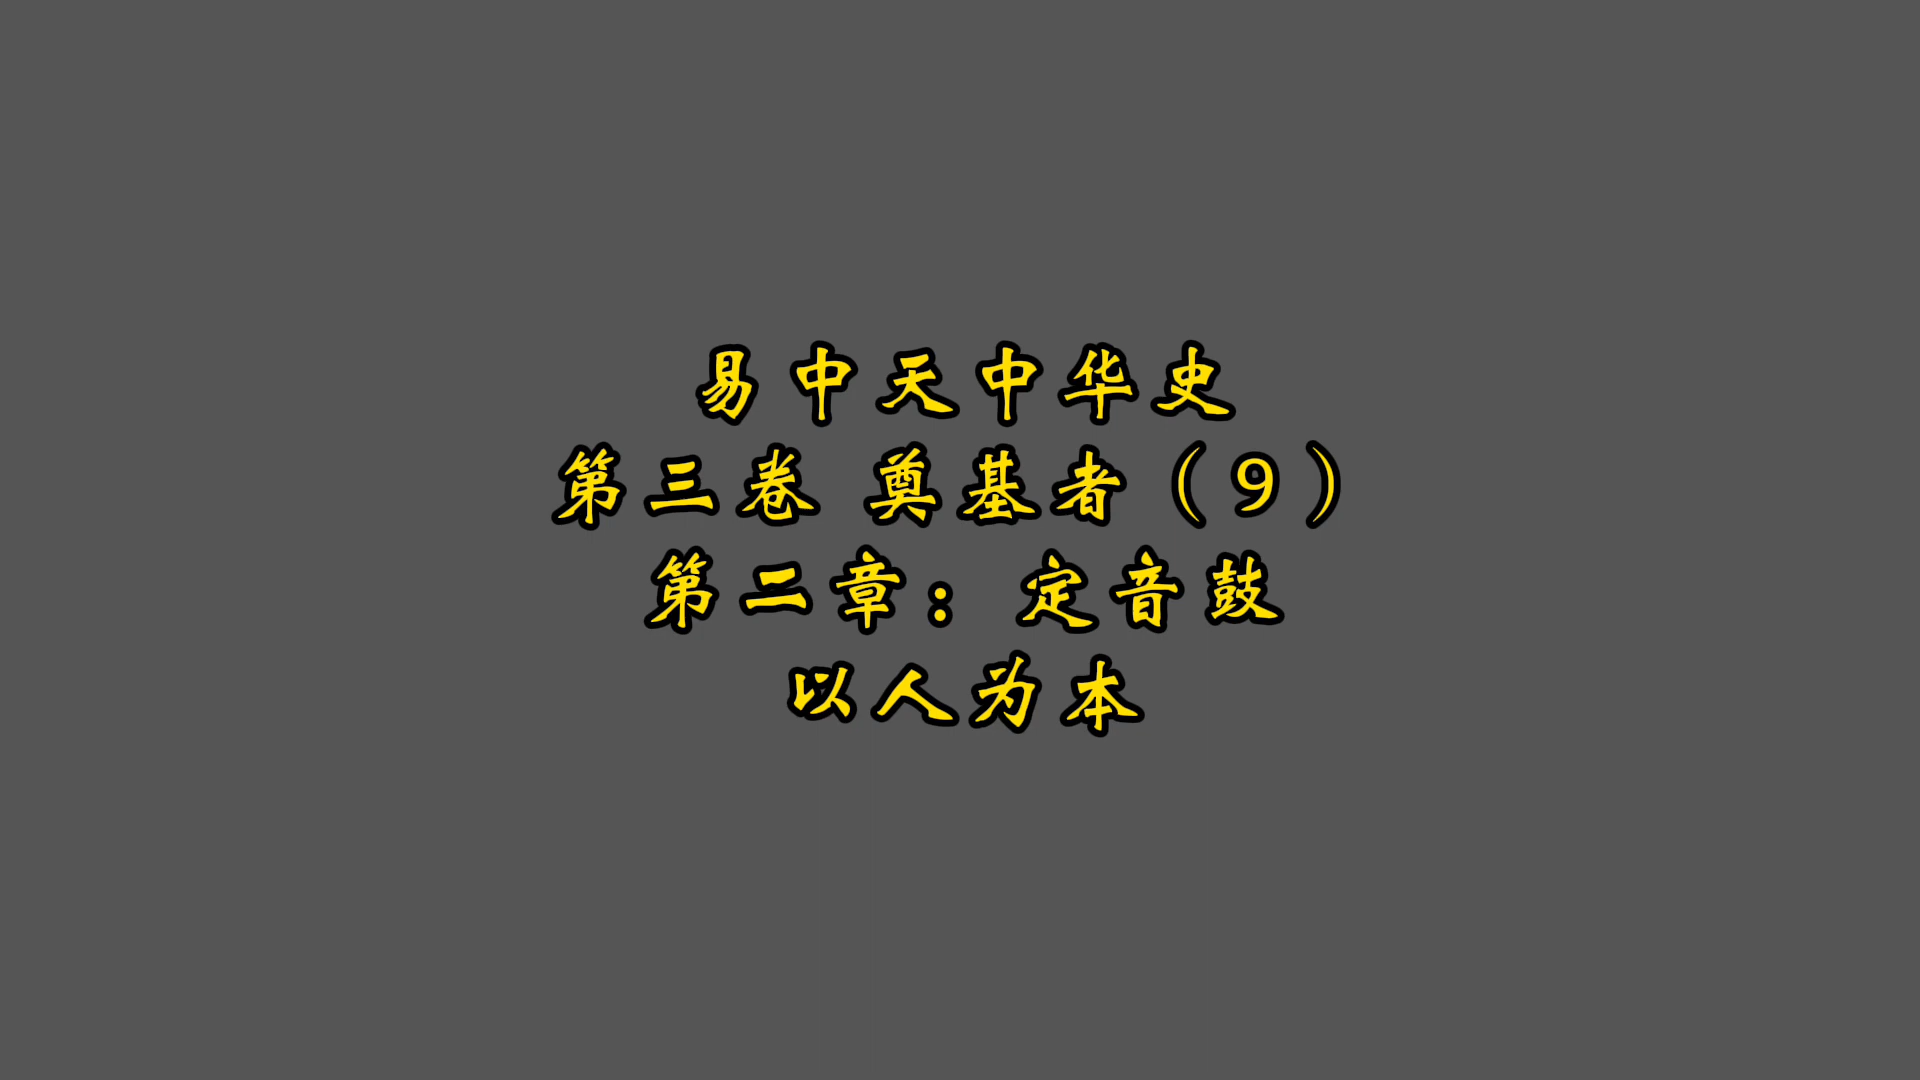 易中天中华史
第三卷 奠基者（9）
第二章：定音鼓
以人为本